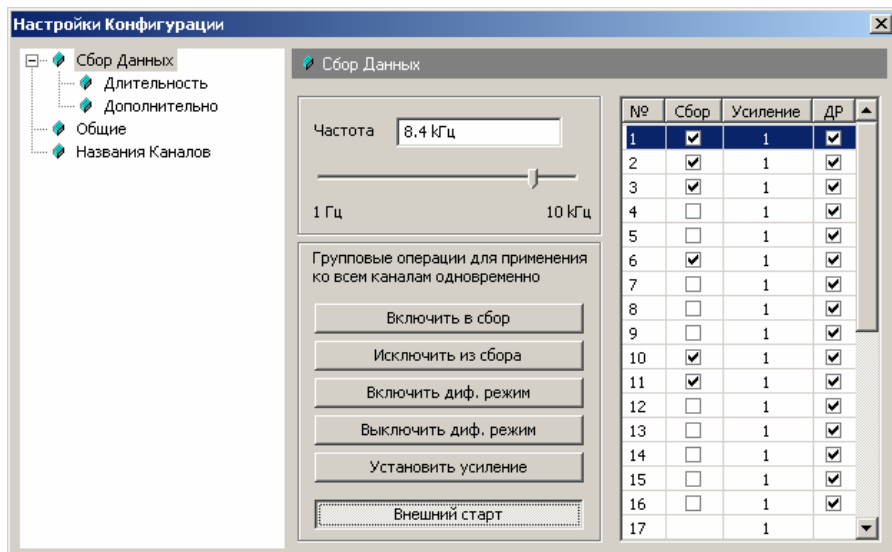 Настройки Конфигурации
Сбор Данных
Длительность
Дополнительно
Общие
Названия Каналов
Сбор Данных
Частота 8.4 kГц
1 Гц 10 kГц
Групповые операции для применения
ко всем каналам одновременно
Включить в сбор
Исключить из сбора
Включить диф. режим
Выключить диф. режим
Установить усиление
Внешний старт
№ Сбор Усиление ДР
1 1
2 1
3 1
4 1
5 1
6 1
7 1
8 1
9 1
10 1
11 1
12 1
13 1
14 1
15 1
16 1
17 1